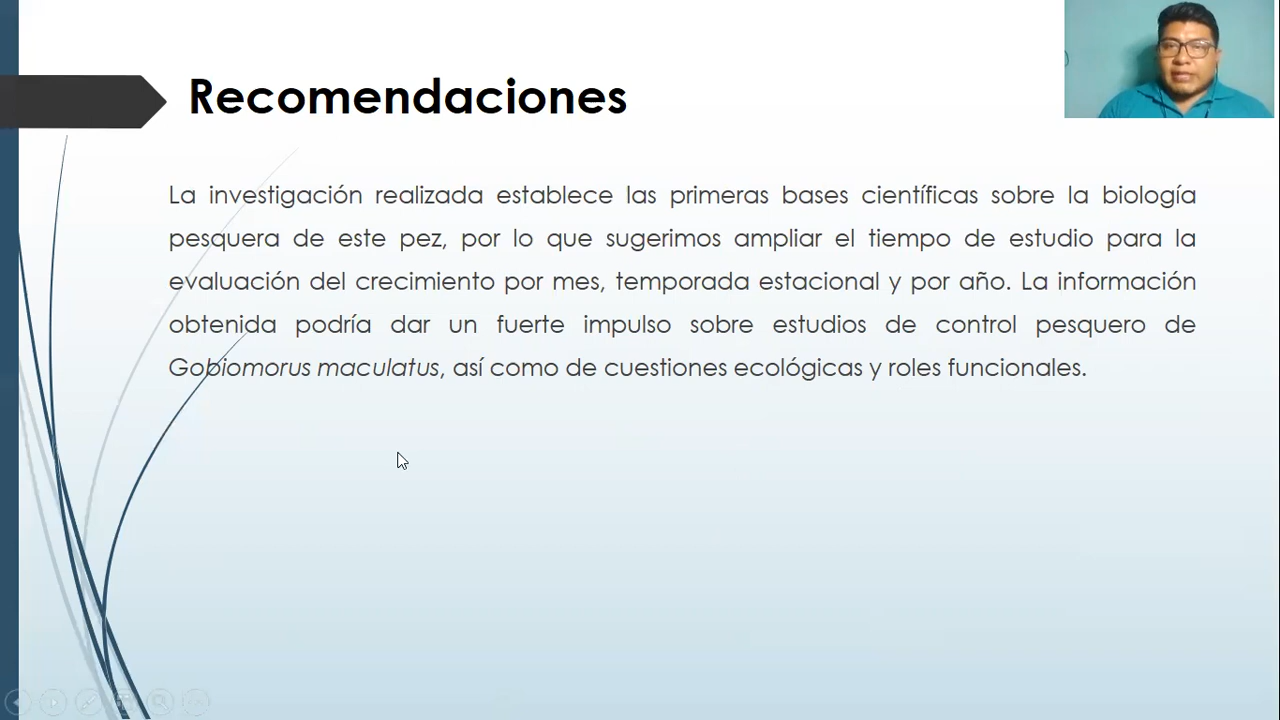 Recomendaciones
La investigación realizada establece las primeras bases científicas sobre la biología
pesquera de este pez, por lo que sugerimos ampliar el tiempo de estudio para la
evaluación del crecimiento por mes, temporada estacional y por año. La información
obtenida podría dar un fuerte impulso sobre estudios de control pesquero de
Gobiomorus maculatus, así como de cuestiones ecológicas y roles funcionales.